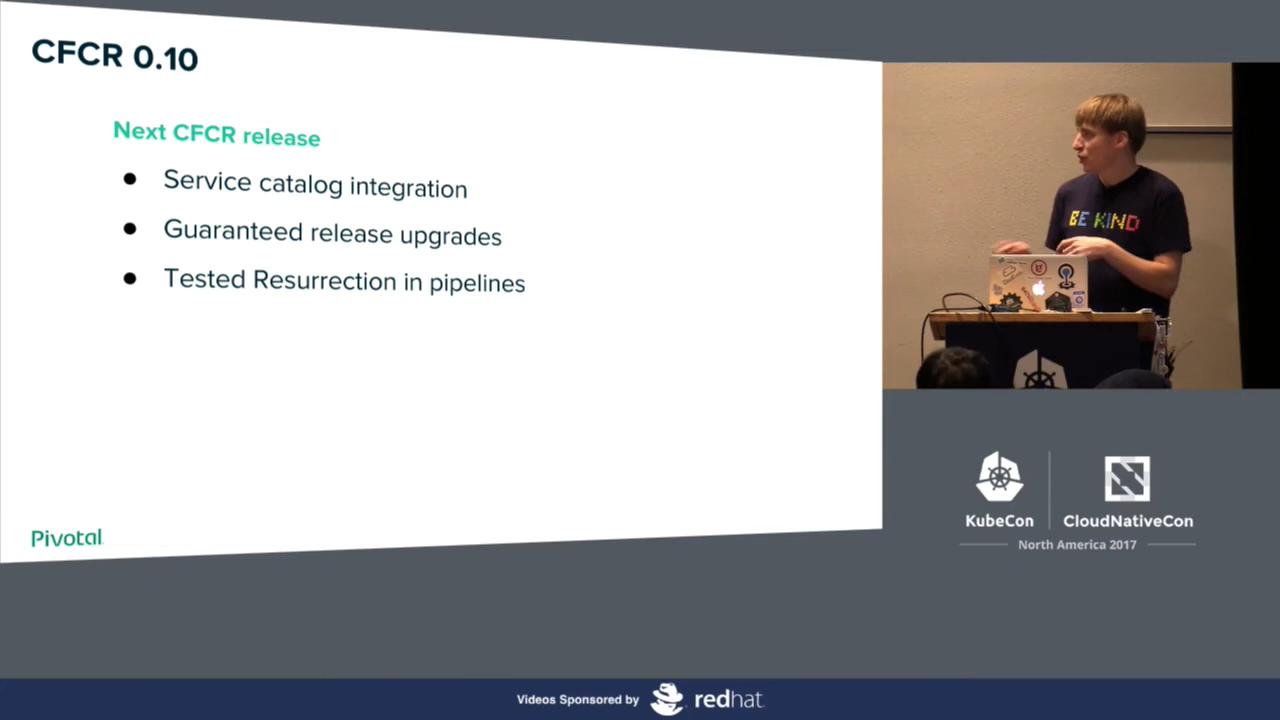 CFCR 0.10
Next CFCR release
● Service catalog integration
● Guaranteed release upgrades
● Tested Resurrection in pipelines
Pivotal
BE KIND
KubeCon
CloudNativeCon
North America 2017
Videos Sponsored by
redhat.